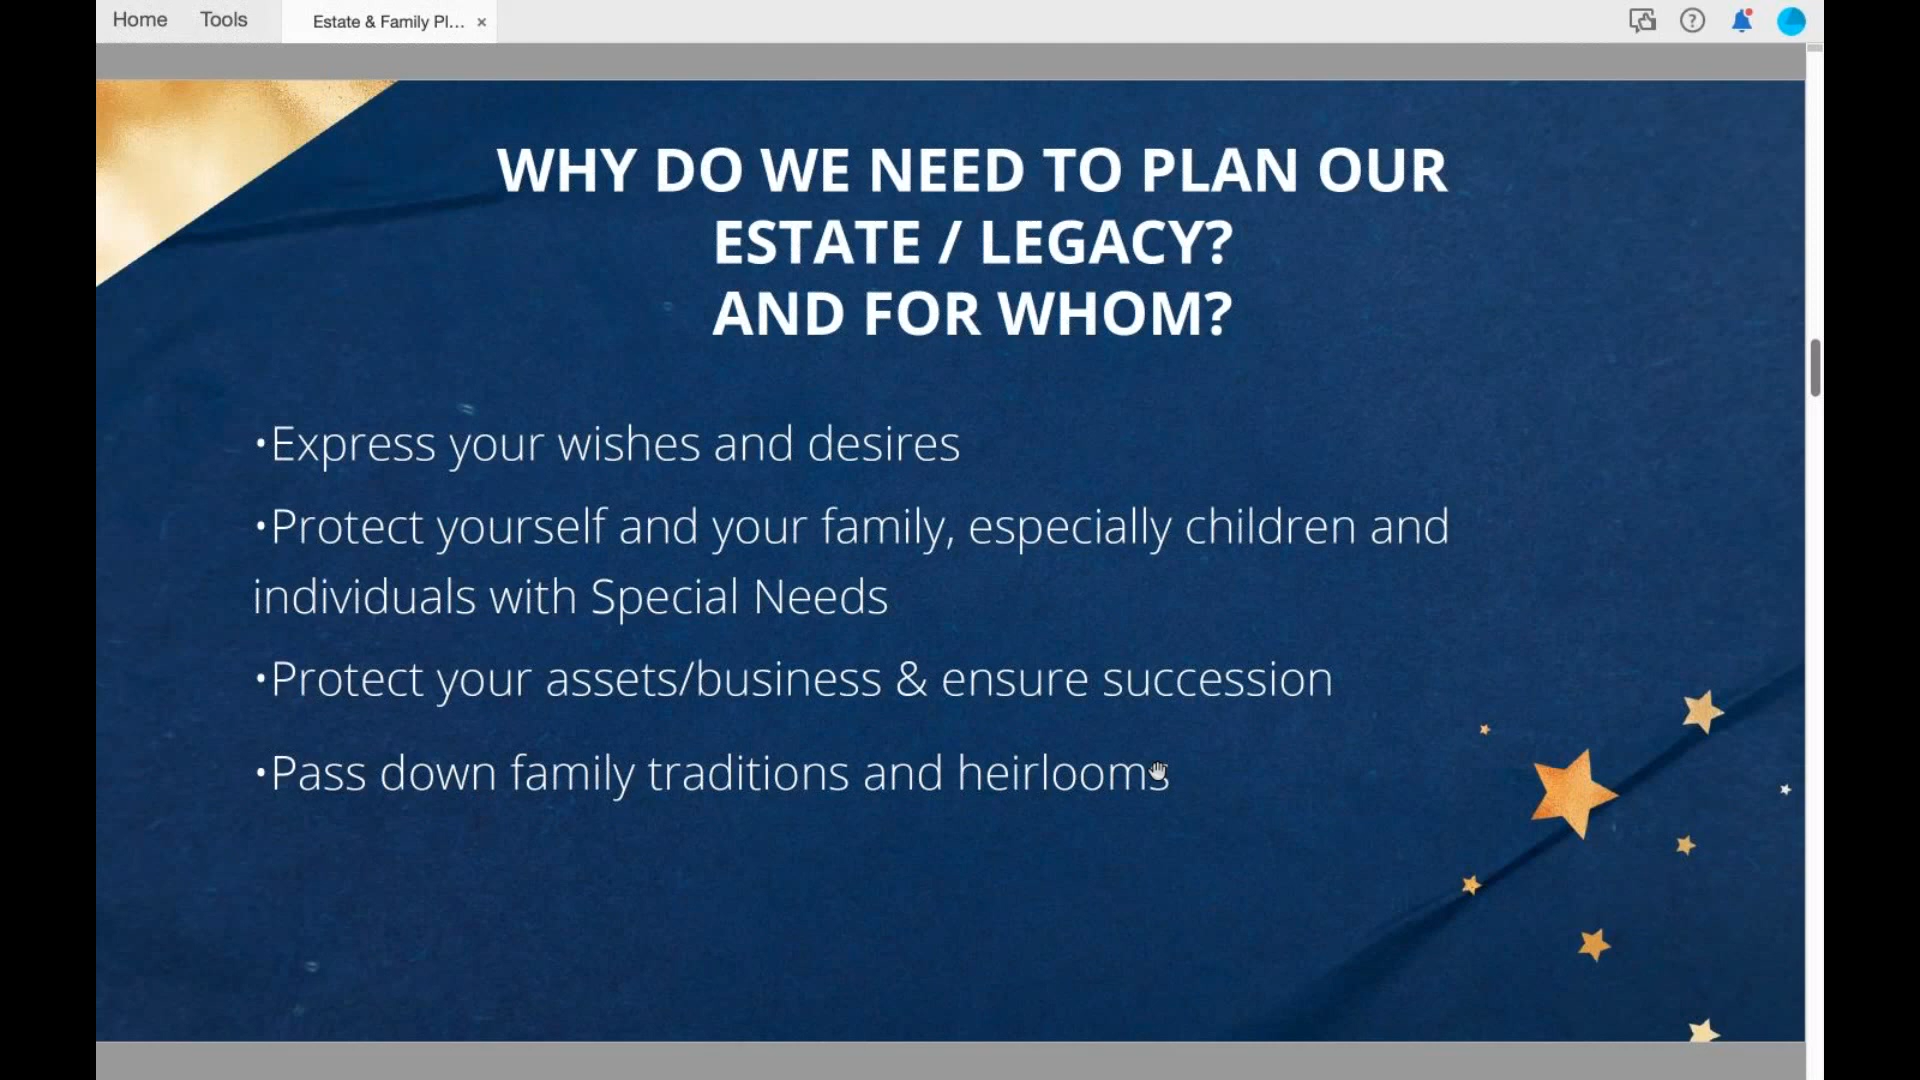 Home Tools Estate & Family Pl... ×
WHY DO WE NEED TO PLAN OUR
ESTATE / LEGACY?
AND FOR WHOM?
•Express your wishes and desires
•Protect yourself and your family, especially children and
individuals with Special Needs
•Protect your assets/business & ensure succession
•Pass down family traditions and heirlooms